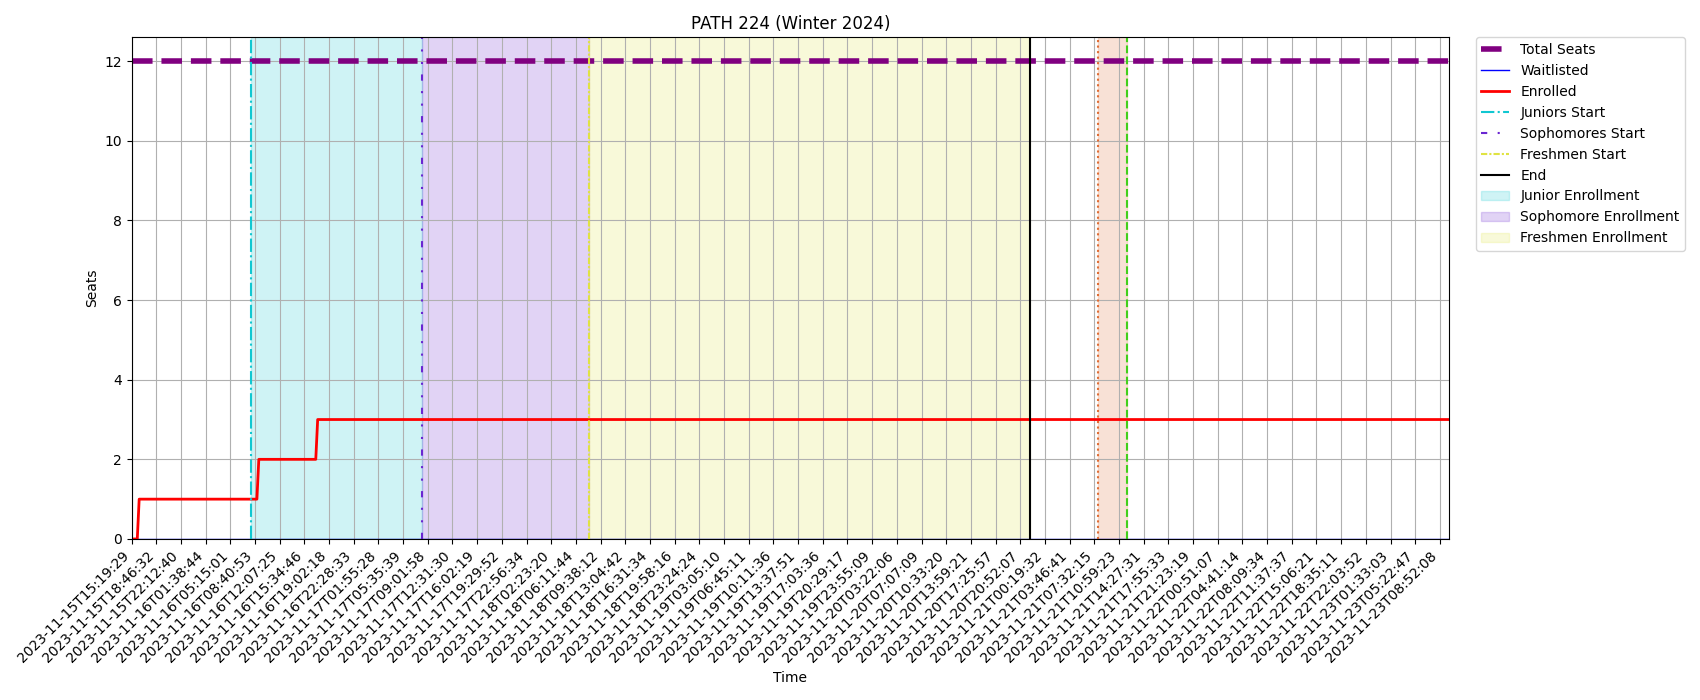 PATH 224 (Winter 2024)
Total Seats
Waitlisted
Enrolled
Juniors Start
Sophomores Start
Freshmen Start
End
Junior Enrollment
Sophomore Enrollment
Freshmen Enrollment
Seats
12
10
8
6
4
2
0
2023-11-15T15:19:29
2023-11-15T18:46:32
2023-11-15T22:12:40
2023-11-16T01:38:44
2023-11-16T05:15:01
2023-11-16T08:40:53
2023-11-16T12:07:25
2023-11-16T15:34:46
2023-11-16T19:02:18
2023-11-16T22:28:33
2023-11-17T01:55:28
2023-11-17T05:35:39
2023-11-17T09:01:58
2023-11-17T12:31:30
2023-11-17T16:02:19
2023-11-17T19:29:52
2023-11-17T22:56:34
2023-11-18T02:23:20
2023-11-18T06:11:44
2023-11-18T09:38:12
2023-11-18T13:04:42
2023-11-18T16:31:34
2023-11-18T19:58:16
2023-11-18T23:24:24
2023-11-19T03:05:10
2023-11-19T06:45:11
2023-11-19T10:11:36
2023-11-19T13:37:51
2023-11-19T17:03:36
2023-11-19T20:29:17
2023-11-19T23:55:09
2023-11-20T03:22:06
2023-11-20T07:07:09
2023-11-20T10:33:20
2023-11-20T13:59:21
2023-11-20T17:25:57
2023-11-20T20:52:07
2023-11-21T00:19:32
2023-11-21T03:46:41
2023-11-21T07:32:15
2023-11-21T10:59:23
2023-11-21T14:27:31
2023-11-21T17:55:33
2023-11-21T21:23:19
2023-11-22T00:51:07
2023-11-22T04:41:14
2023-11-22T08:09:34
2023-11-22T11:37:37
2023-11-22T15:06:21
2023-11-22T18:35:11
2023-11-22T22:03:52
2023-11-23T01:33:03
2023-11-23T05:22:47
2023-11-23T08:52:08
Time